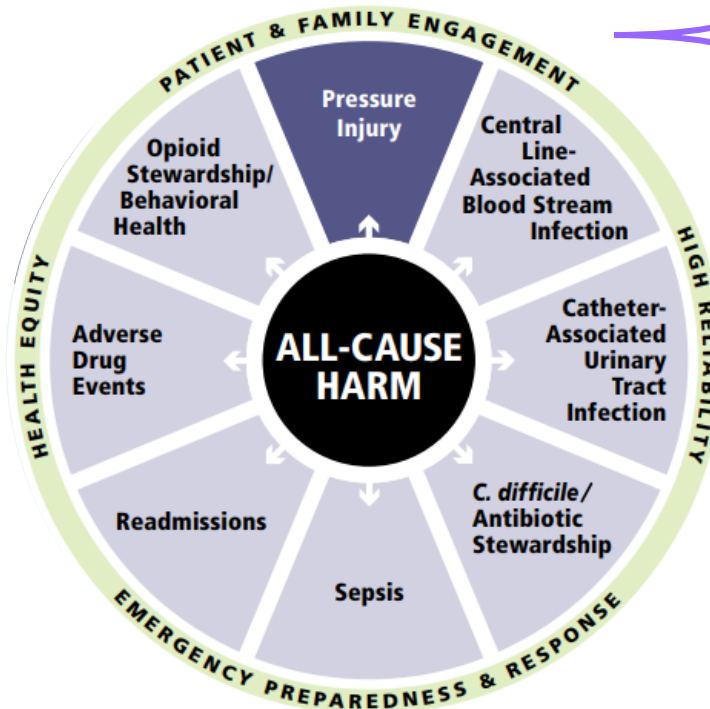 PATIENT & FAMILY ENGAGEMENT
Pressure
Injury
Central
Line-
Associated
Blood Stream
Infection
Opioid
Stewardship/
Behavioral
Health
HIGH RELIABILITY
HEALTH EQUITY
Catheter-
Associated
Urinary
Tract
Infection
Adverse
Drug
Events
ALL-CAUSE
HARM
C. difficile/
Antibiotic
Stewardship
Readmissions
Sepsis
EMERGENCY PREPAREDNESS & RESPONSE